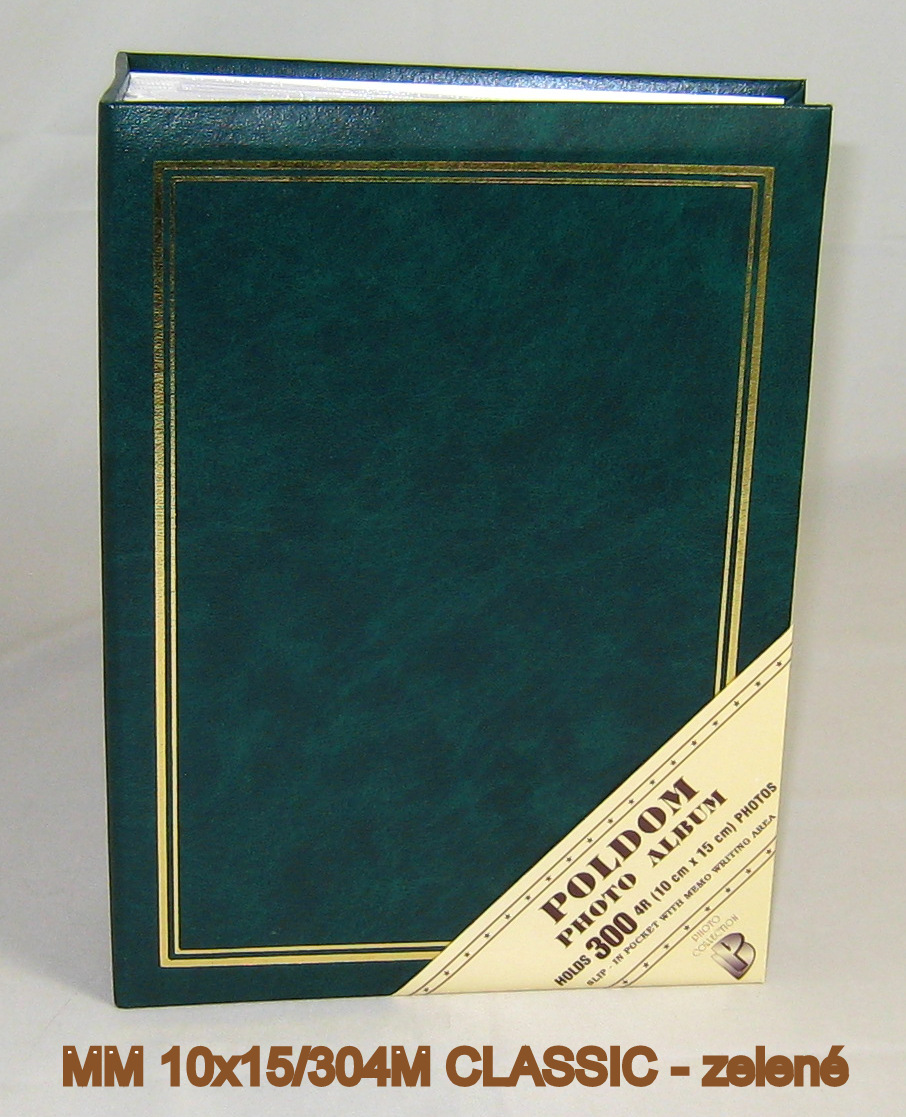 POLDOM
PHOTO ALBUM
HOLDS 300 4R (10 cm x 15 cm) PHOTOS
SLIP - IN POCKET WITH MEMO WRITING AREA
PHOTO
COLLECTION
MM 10x15/304M CLASSIC - zelené